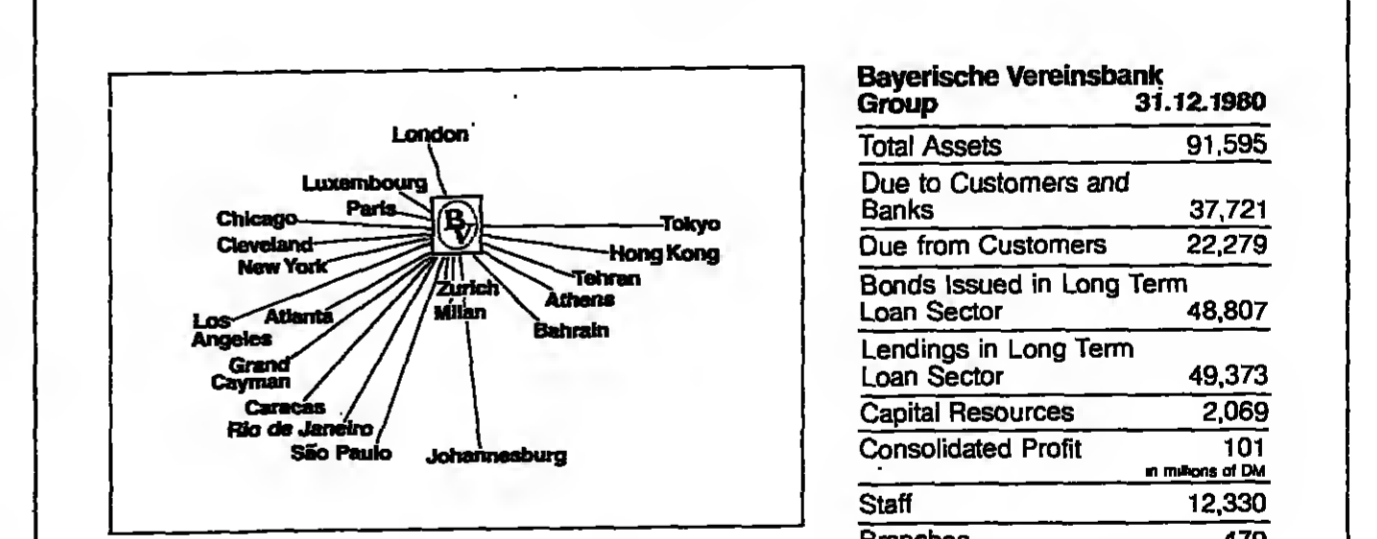 London
Luxembourg
Paris
Chicago
Cleveland
New York
Los
Angeles
Atlanta
Grand
Cayman
Caracas
Rio de Janeiro
São Paulo
BV
Zurich
Milan
Johannesburg
Tokyo
Hong Kong
Tehran
Athens
Bahrain
Bayerische Vereinsbank
Group 31.12.1980
Total Assets 91,595
Due to Customers and
Banks 37,721
Due from Customers 22,279
Bonds Issued in Long Term
Loan Sector 48,807
Lendings in Long Term
Loan Sector 49,373
Capital Resources 2,069
Consolidated Profit 101
in millions of DM
Staff 12,330